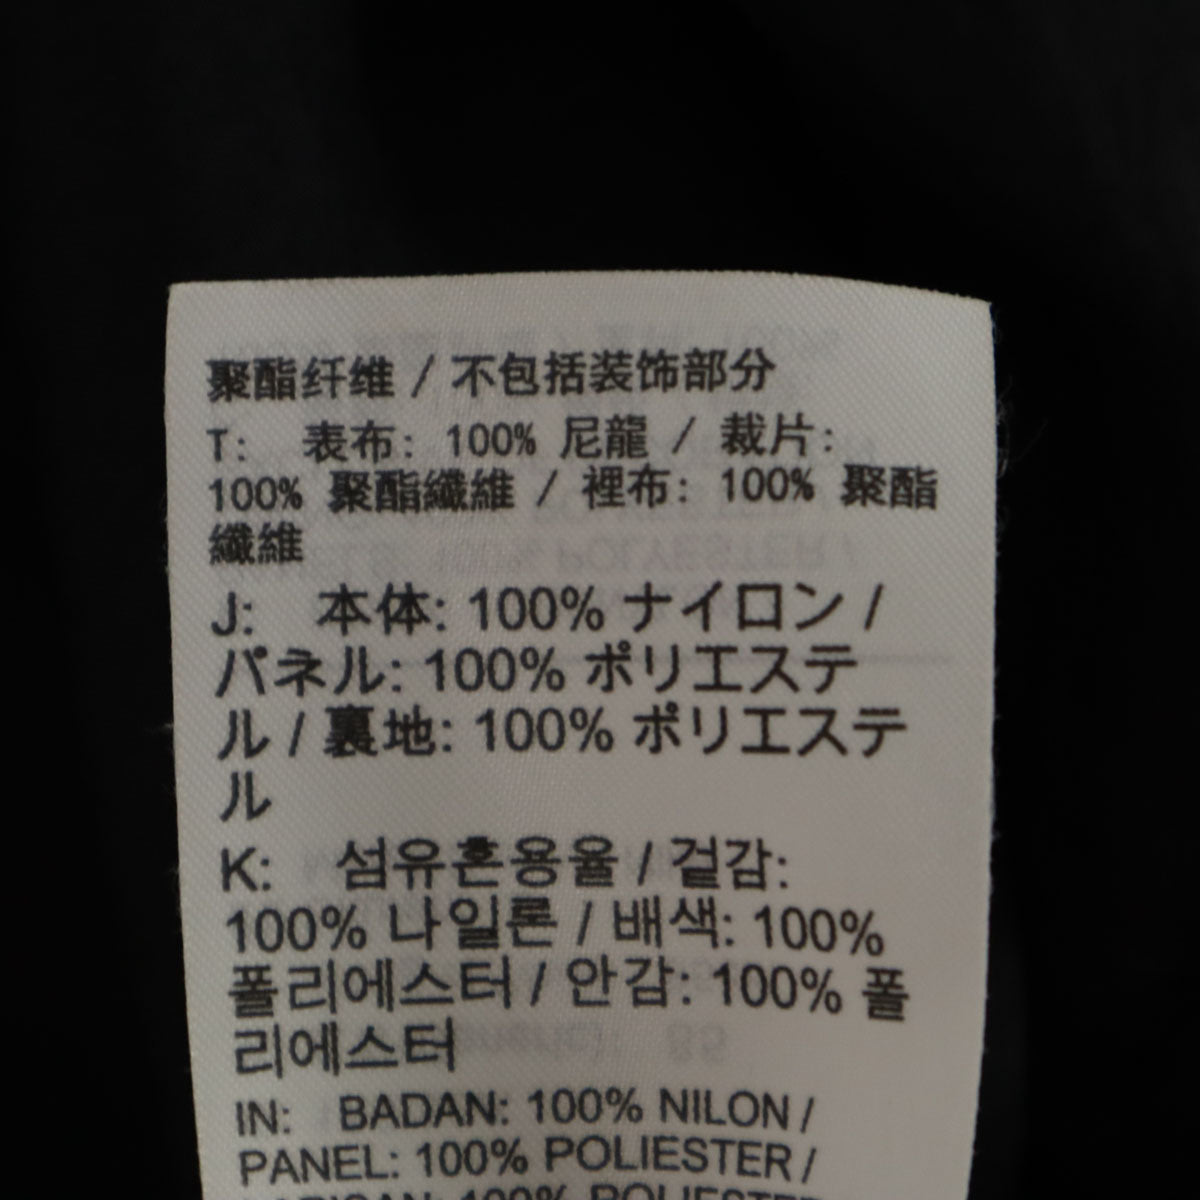 聚酯纤维 / 不包括装饰部分
T: 表布: 100% 尼龍 / 裁片:
100% 聚酯纖維 / 裡布: 100% 聚酯
纖維
J: 本体: 100% ナイロン /
パネル: 100% ポリエステ
ル / 裏地: 100% ポリエステ
ル
K: 섬유혼용율 / 겉감:
100% 나일론 / 배색: 100%
폴리에스터 / 안감: 100% 폴
리에스터
IN: BADAN: 100% NILON /
PANEL: 100% POLIESTER /